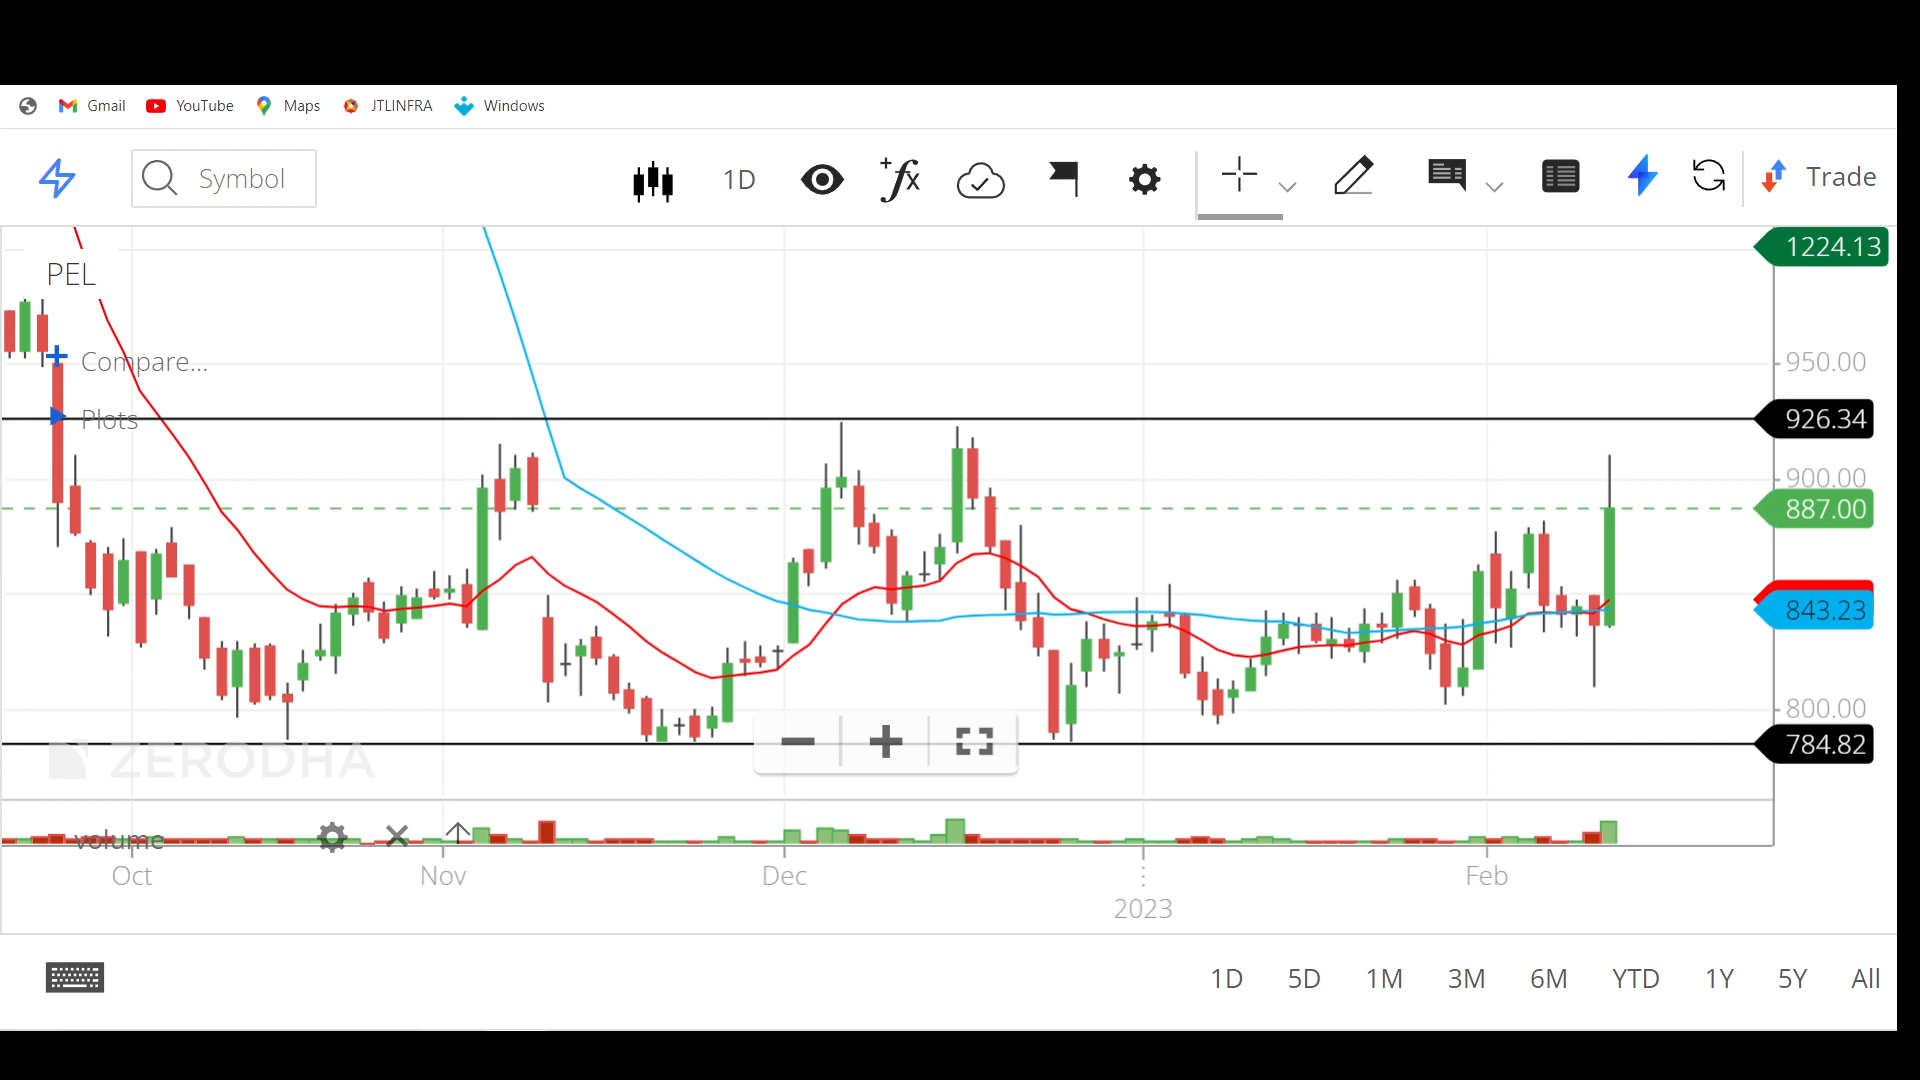 Gmail YouTube Maps JTLINFRA Windows
Symbol 1D +fx Trade
1224.13
PEL
Compare...
950.00
Plots
926.34
900.00
887.00
843.23
800.00
784.82
ZERODHA
volume
Oct Nov Dec Feb
2023
1D 5D 1M 3M 6M YTD 1Y 5Y All